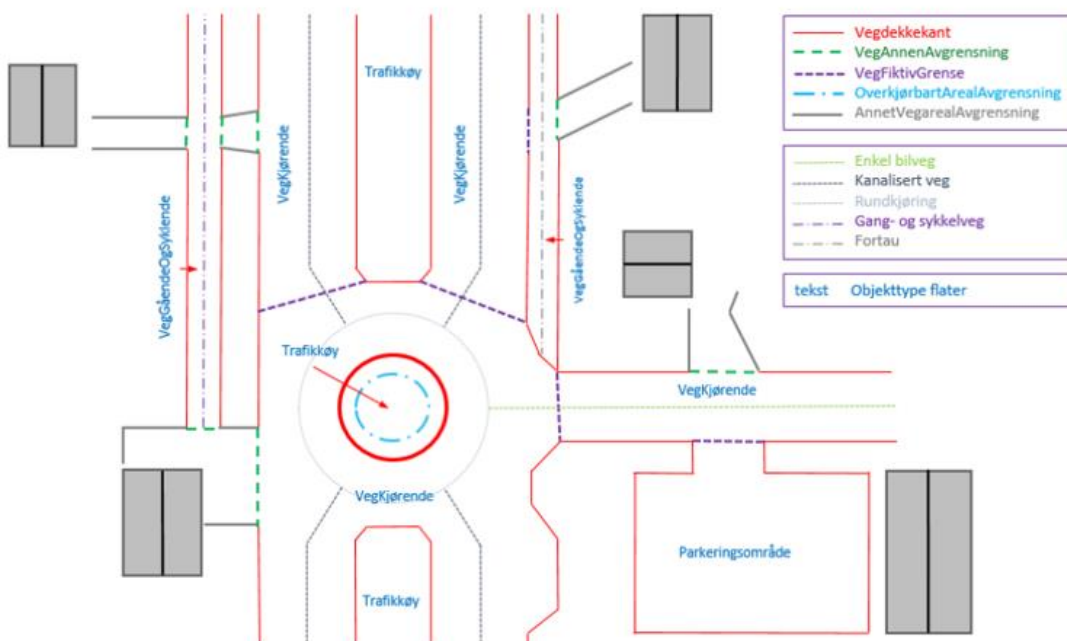 Vegdekkekant
VegAnnenAvgrensning
VegFiktivGrense
OverkjørbartArealAvgrensning
AnnetVegarealAvgrensning
Enkel bilveg
Kanalisert veg
Rundkjøring
Gang- og sykkelveg
Fortau
tekst Objekttype flater
Trafikkøy
VegKjørende
VegKjørende
VegGåendeOgSyklende
VegGåendeOgSyklende
Trafikkøy
VegKjørende
VegKjørende
Parkeringsområde
Trafikkøy